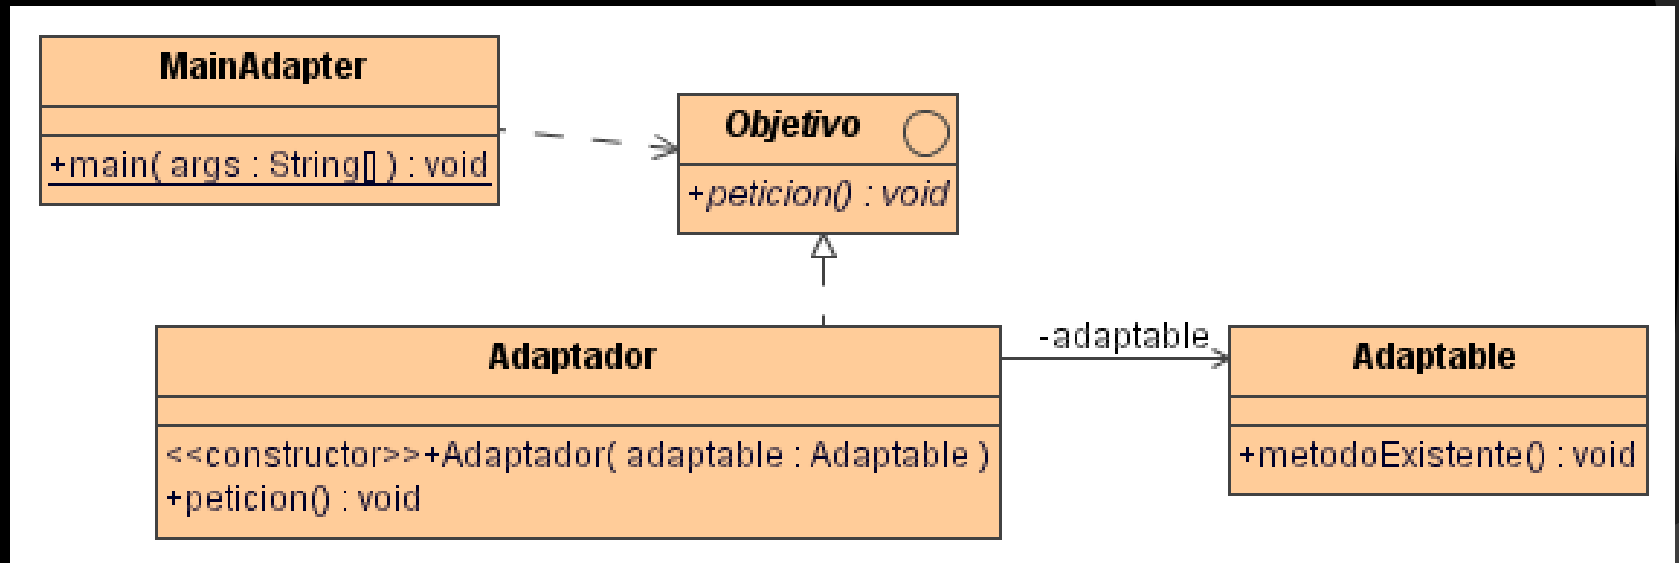 MainAdapter
+main( args : String[] ) : void
Objetivo
+peticion() : void
Adaptador
<<constructor>>+Adaptador( adaptable : Adaptable )
+peticion() : void
-adaptable
Adaptable
+metodoExistente() : void